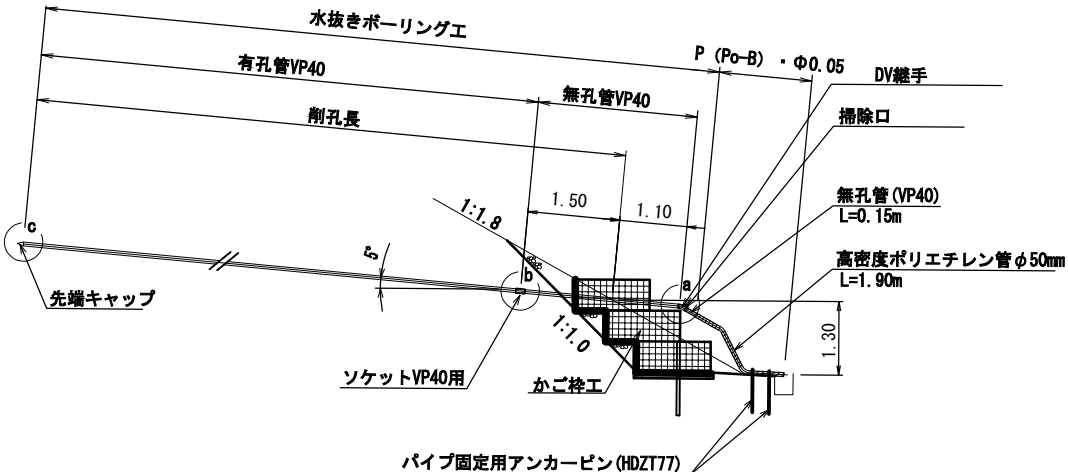 水抜きボーリング工
有孔管VP40
P (Po-B) ・Φ0.05
DV継手
無孔管VP40
掃除口
削孔長
1.50
1.10
無孔管(VP40)
L=0.15m
1:1.8
c
5°
b
a
高密度ポリエチレン管φ50mm
L=1.90m
先端キャップ
1:1.0
1.30
ソケットVP40用
かご枠工
パイプ固定用アンカーピン(HDZT77)